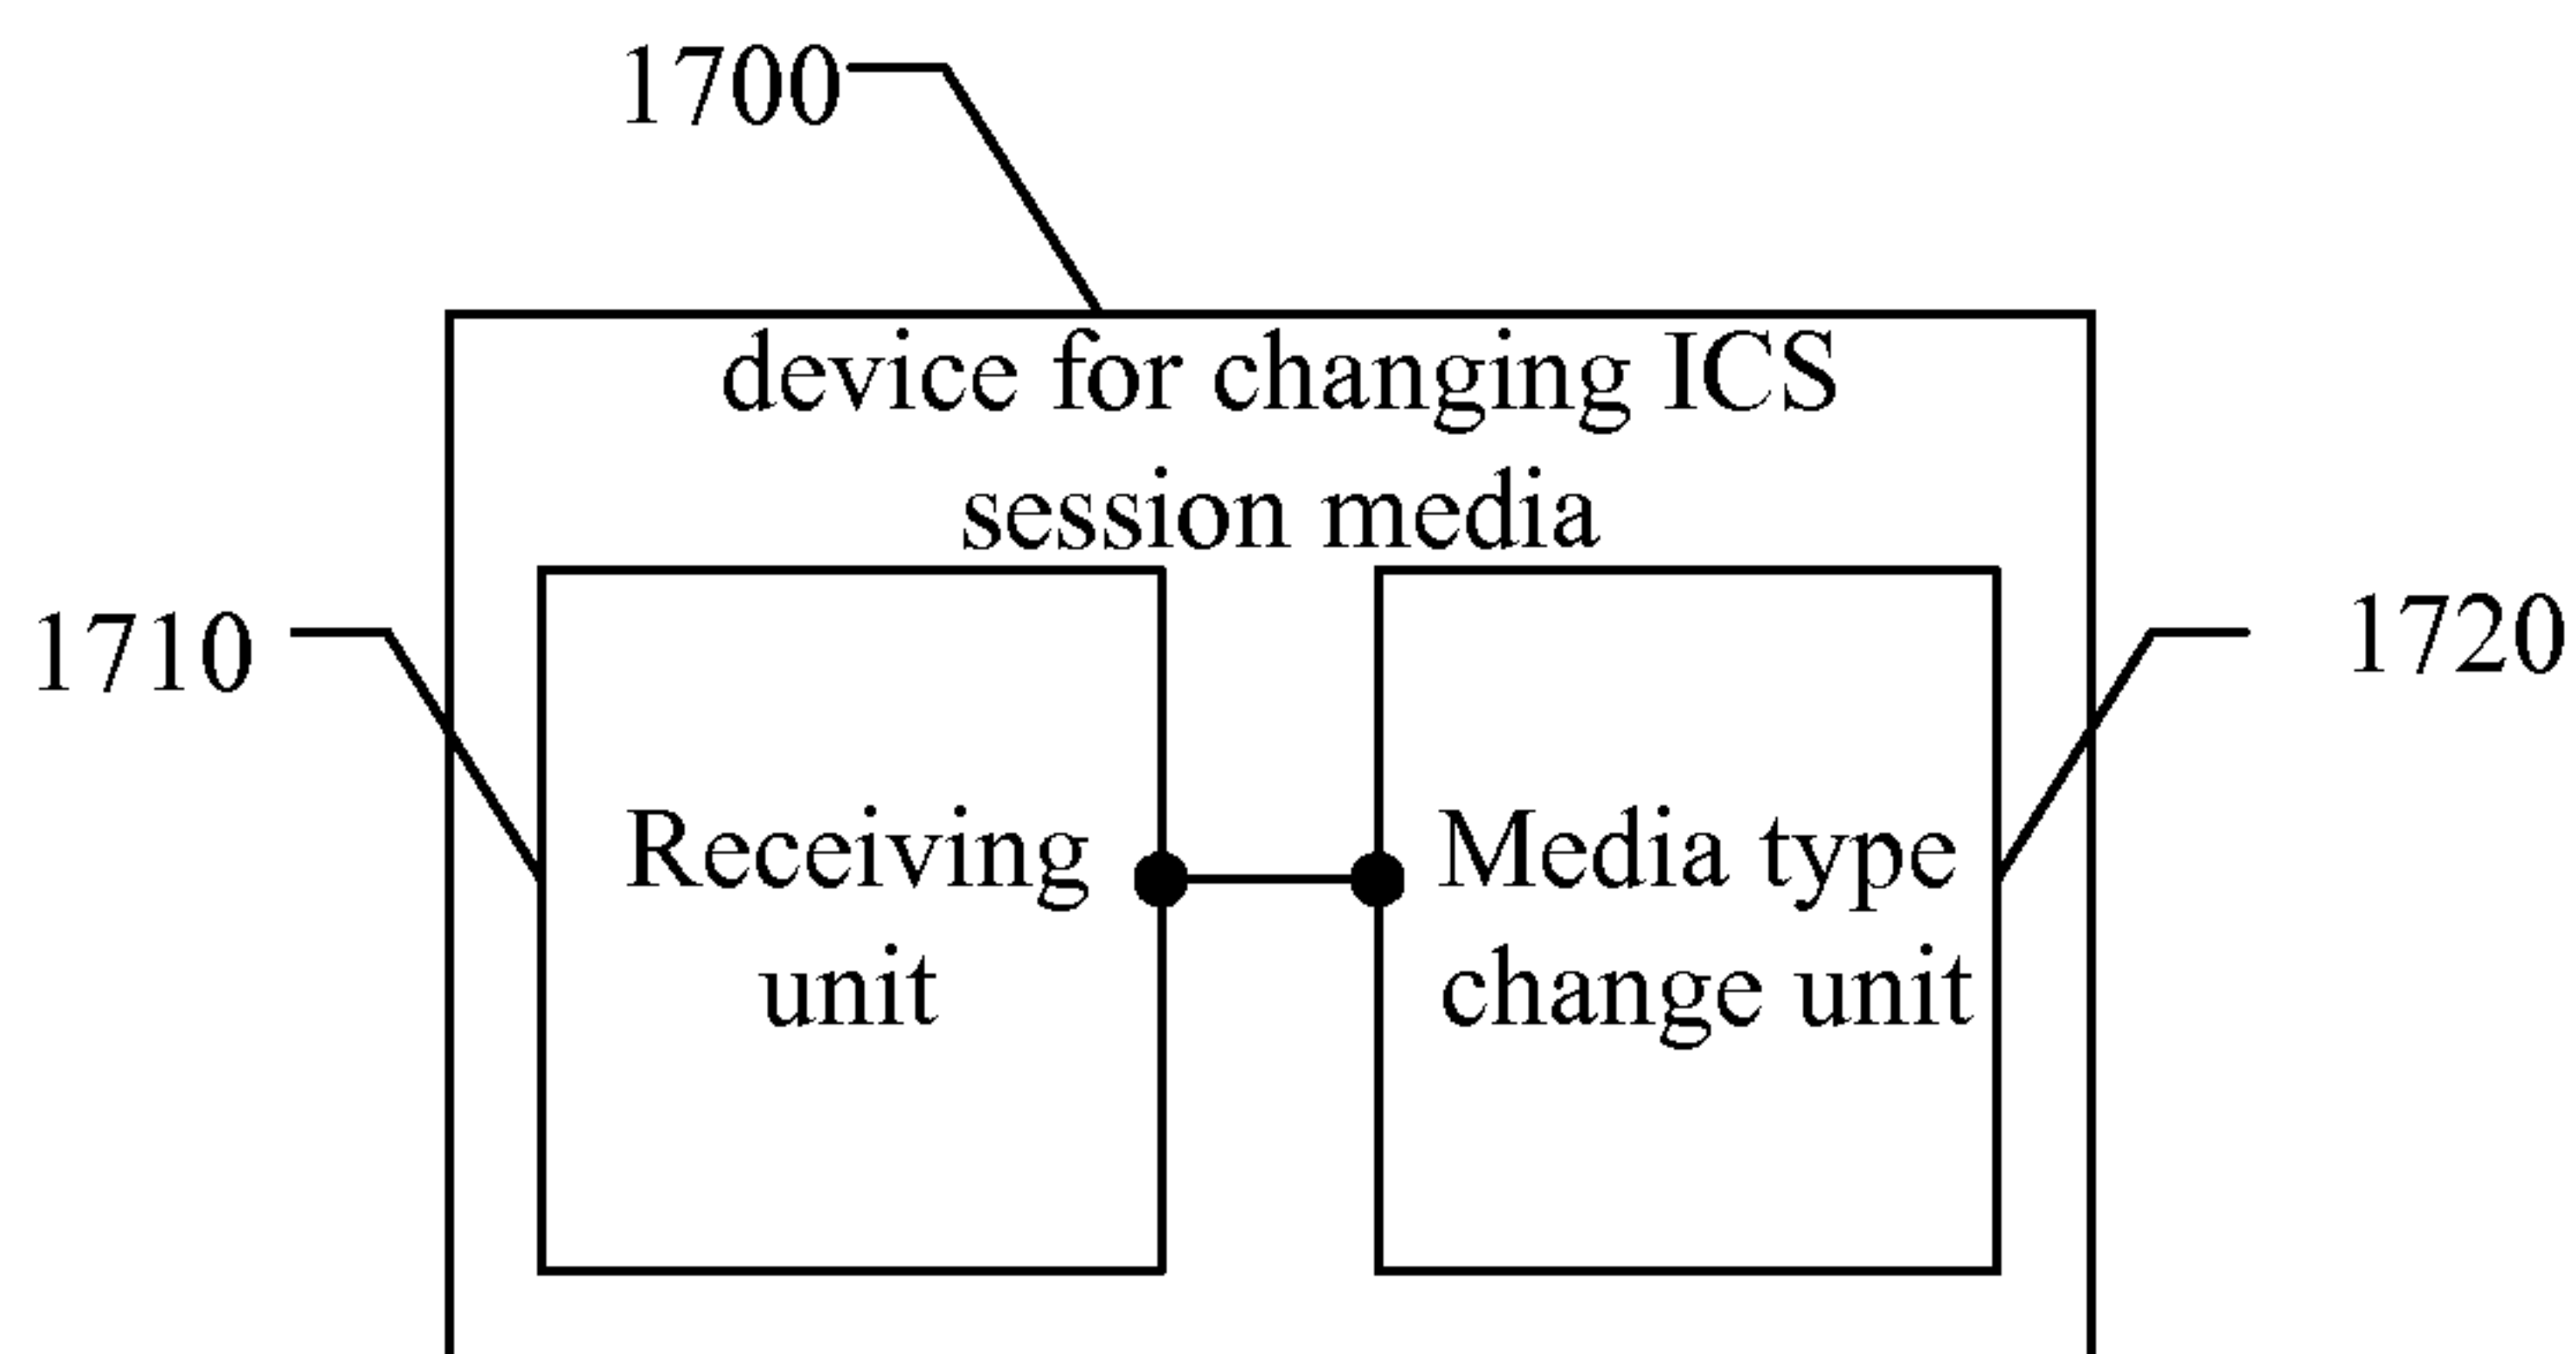 1700
device for changing ICS
session media
1710
1720
Receiving
unit
Media type
change unit